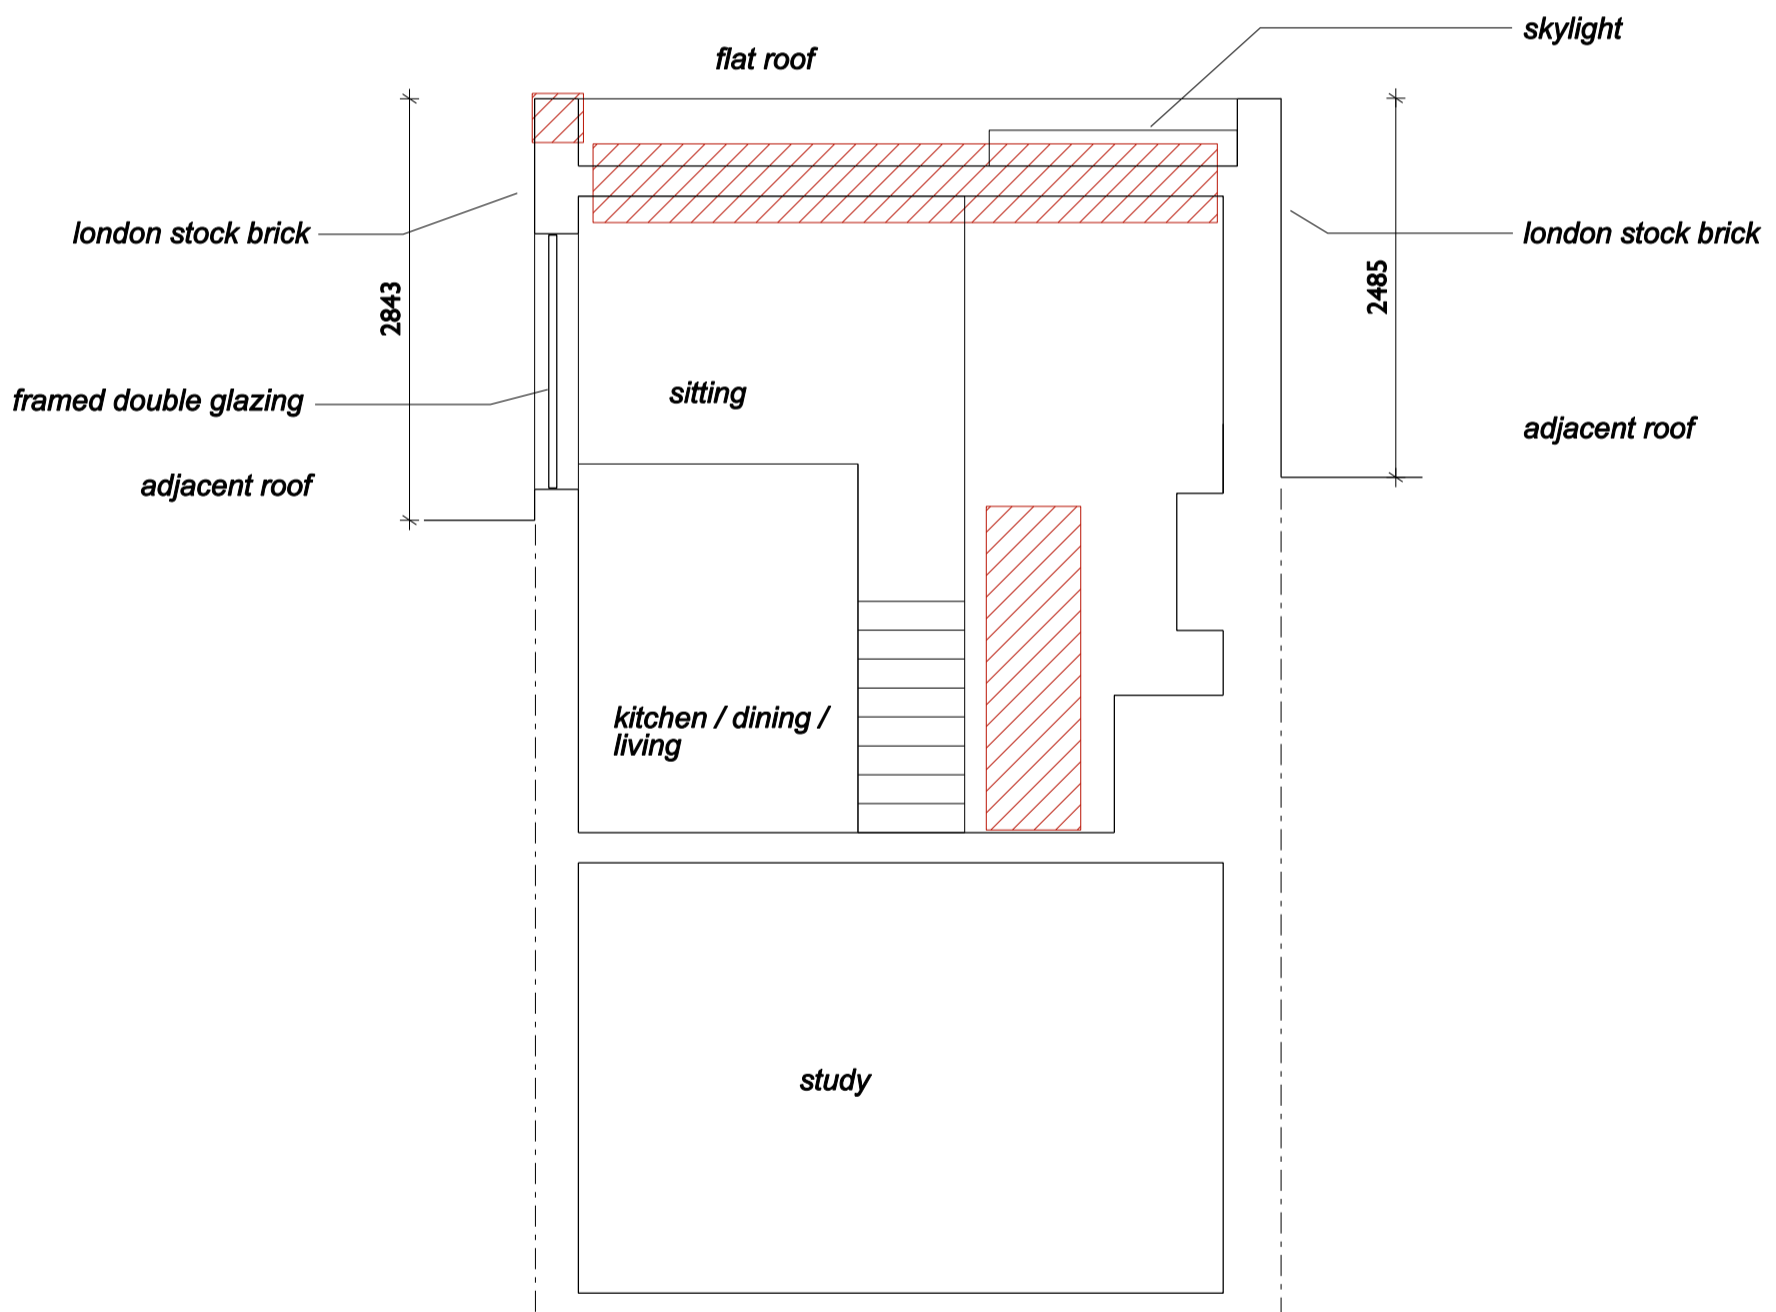 skylight
flat roof
london stock brick
london stock brick
2843
2485
framed double glazing
sitting
adjacent roof
adjacent roof
kitchen / dining /
living
study